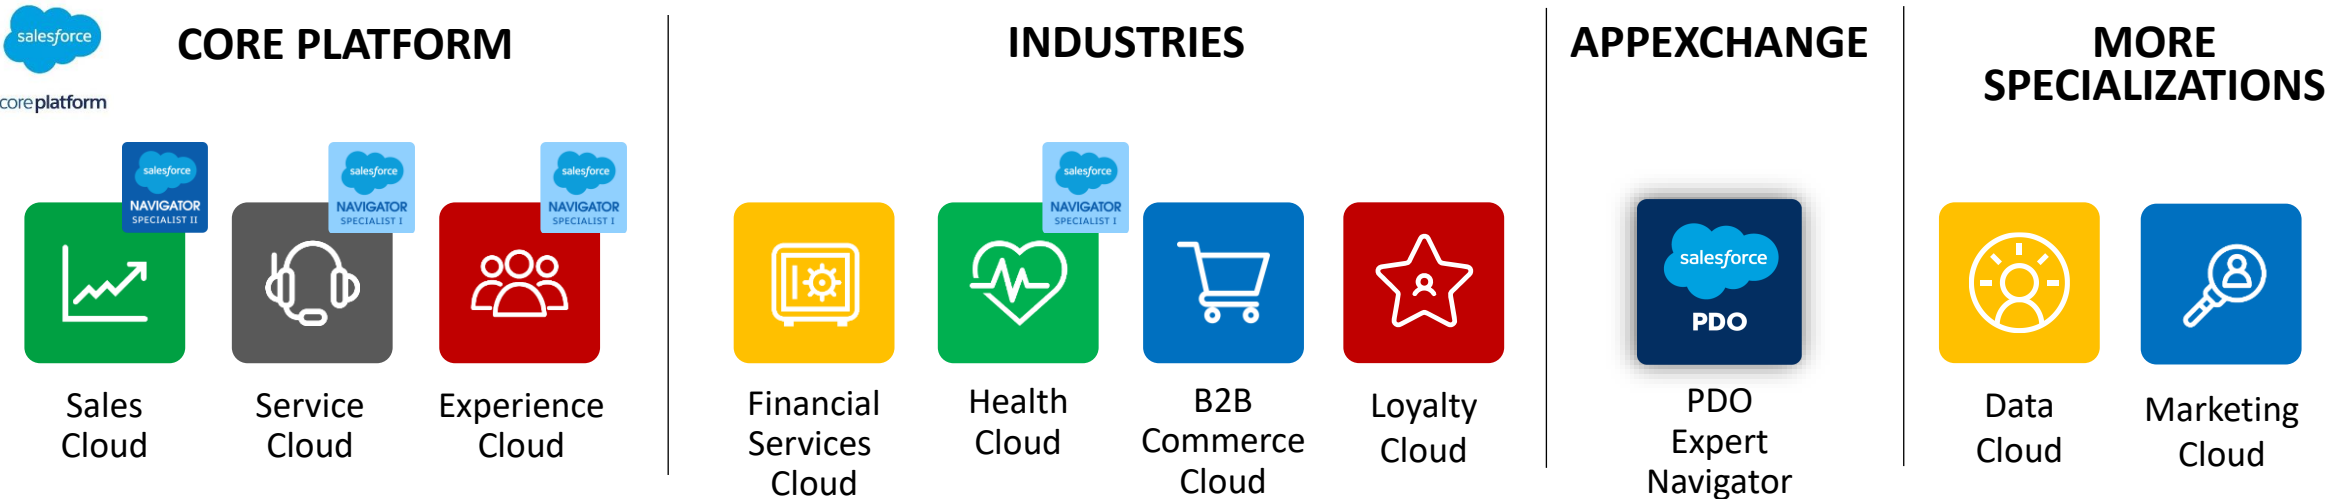 salesforce
core platform
CORE PLATFORM
salesforce
NAVIGATOR
SPECIALIST II
Sales
Cloud
salesforce
NAVIGATOR
SPECIALIST I
Service
Cloud
salesforce
NAVIGATOR
SPECIALIST I
Experience
Cloud
INDUSTRIES
Financial
Services
Cloud
salesforce
NAVIGATOR
SPECIALIST I
Health
Cloud
B2B
Commerce
Cloud
Loyalty
Cloud
APPEXCHANGE
salesforce
PDO
PDO
Expert
Navigator
MORE
SPECIALIZATIONS
Data
Cloud
Marketing
Cloud